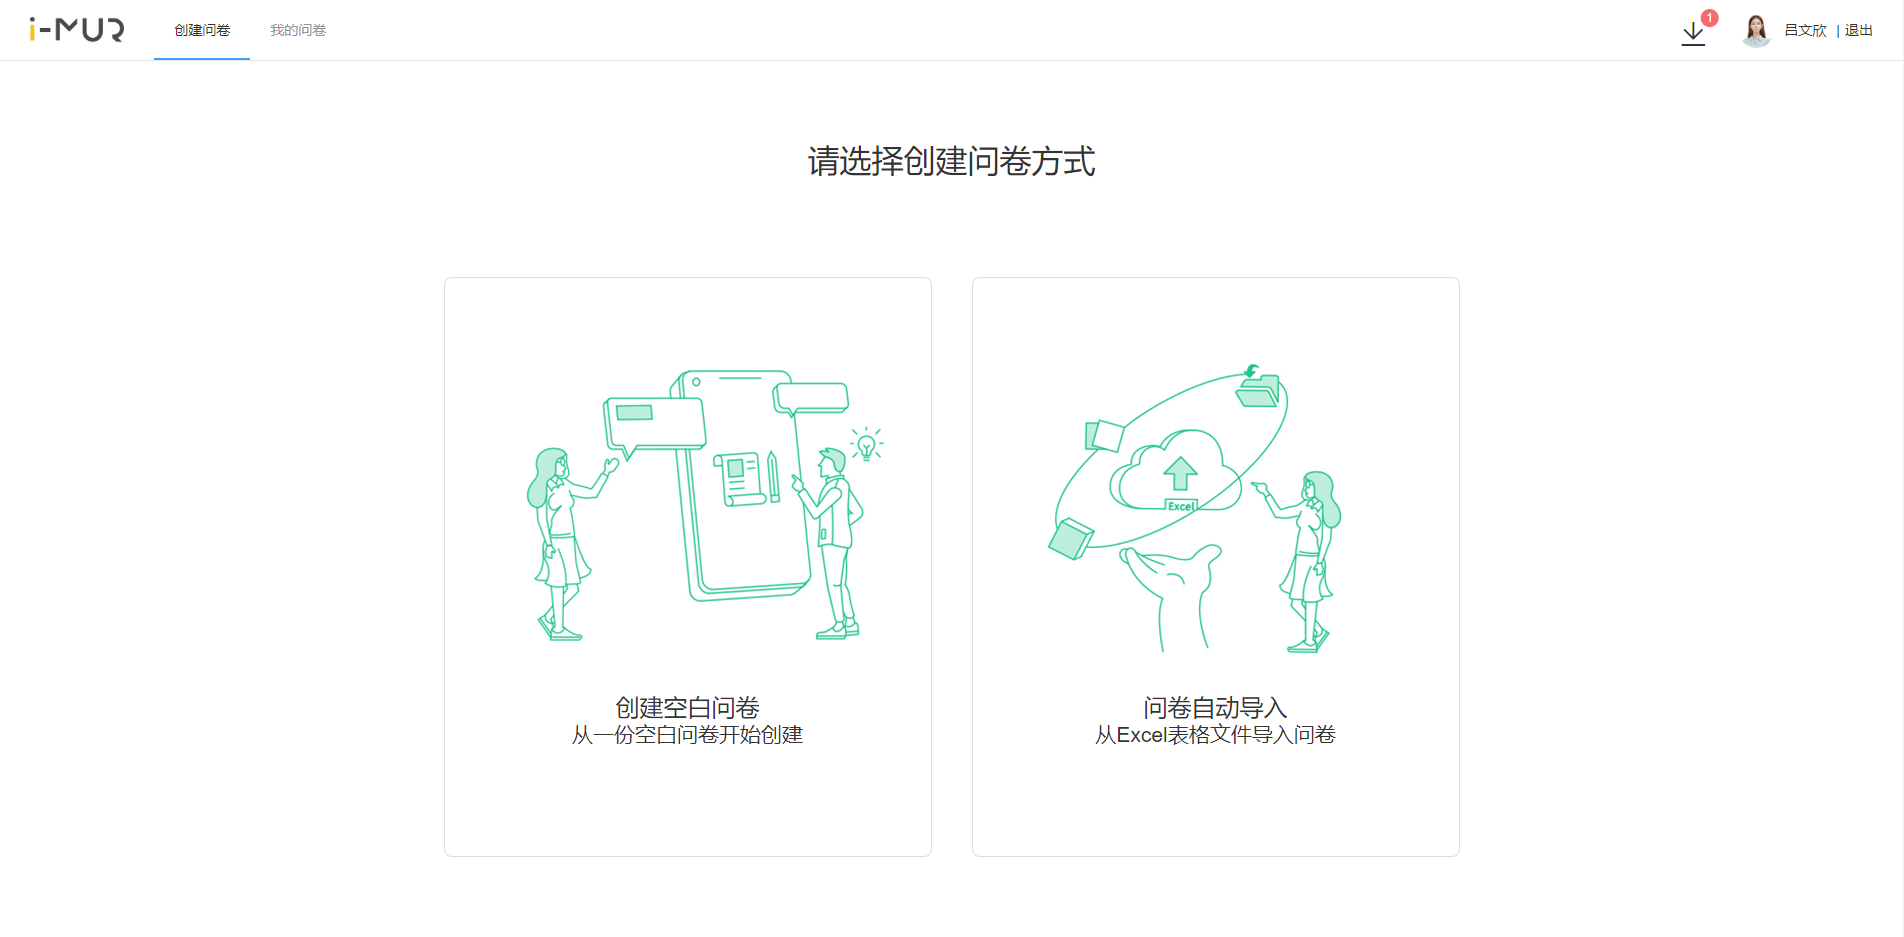 i-MUR
创建问卷
我的问卷
1
吕文欣 | 退出
请选择创建问卷方式
Excel
创建空白问卷
从一份空白问卷开始创建
问卷自动导入
从Excel表格文件导入问卷